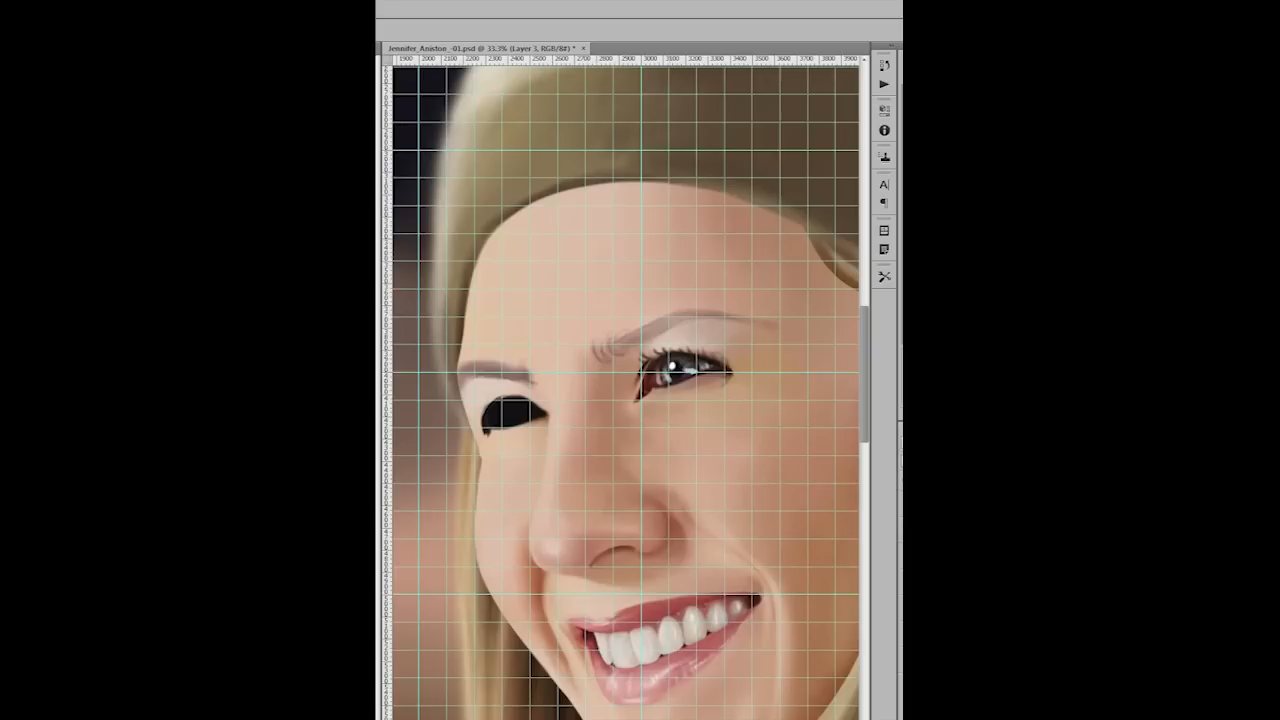 Jennifer_Aniston_-01.psd @ 33.3% (Layer 3, RGB/8#) * ×
1900 2000 2100 2200 2300 2400 2500 2600 2700 2800 2900 3000 3100 3200 3300 3400 3500 3600 3700 3800 3900
A